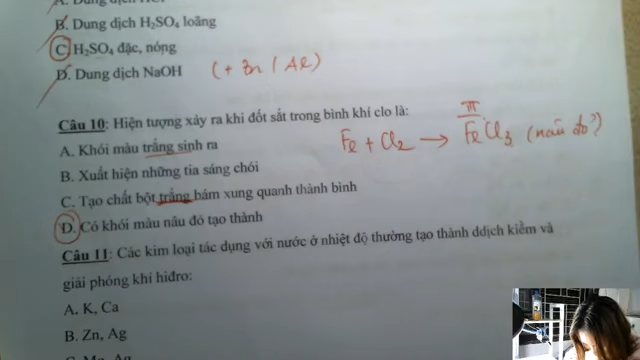 B. Dung dịch H₂SO₄ loãng
C. H₂SO₄ đặc, nóng
D. Dung dịch NaOH (+ Zn / Al)
Câu 10: Hiện tượng xảy ra khi đốt sắt trong bình khí clo là:
A. Khói màu trắng sinh ra
Fe + Cl₂ → FeCl₃ (nâu đỏ)
III
B. Xuất hiện những tia sáng chói
C. Tạo chất bột trắng bám xung quanh thành bình
D. Có khói màu nâu đỏ tạo thành
Câu 11: Các kim loại tác dụng với nước ở nhiệt độ thường tạo thành ddịch kiềm và
giải phóng khí hiđro:
A. K, Ca
B. Zn, Ag